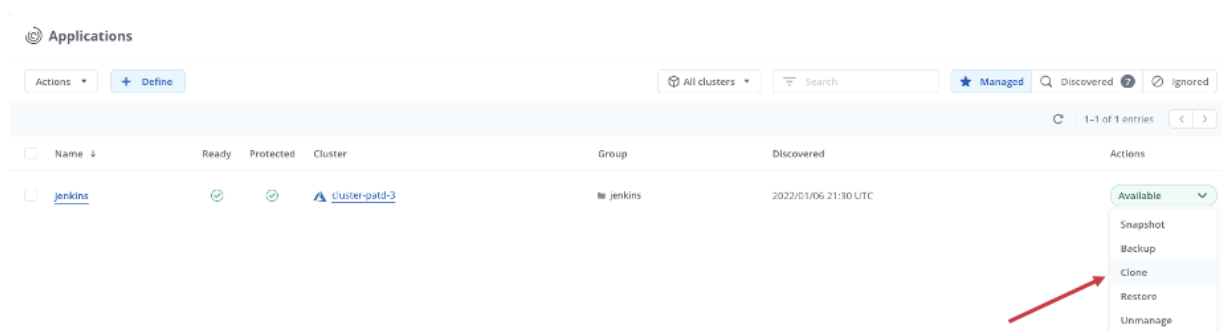 Applications
Actions + Define All clusters Search Managed Discovered 7 Ignored
1-1 of 1 entries < >
Name ↓ Ready Protected Cluster Group Discovered Actions
jenkins cluster-patd-3 jenkins 2022/01/06 21:30 UTC Available
Snapshot
Backup
Clone
Restore
Unmanage